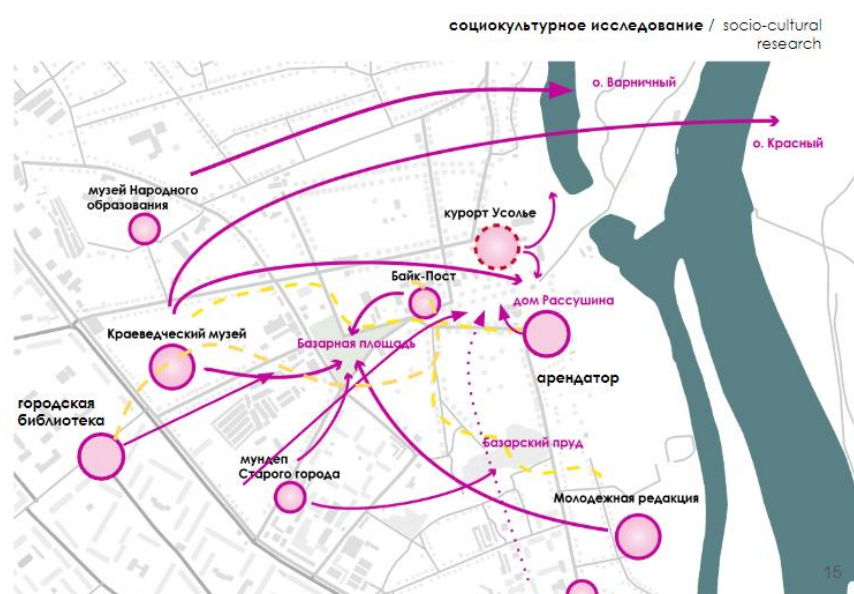 социокультурное исследование / socio-cultural
research
о. Варничный
о. Красный
музей Народного
образования
курорт Усолье
Байк-Пост
дом Рассушина
Краеведческий музей
Базарная площадь
арендатор
городская
библиотека
Базарский пруд
мундеп
Старого города
Молодежная редакция
15